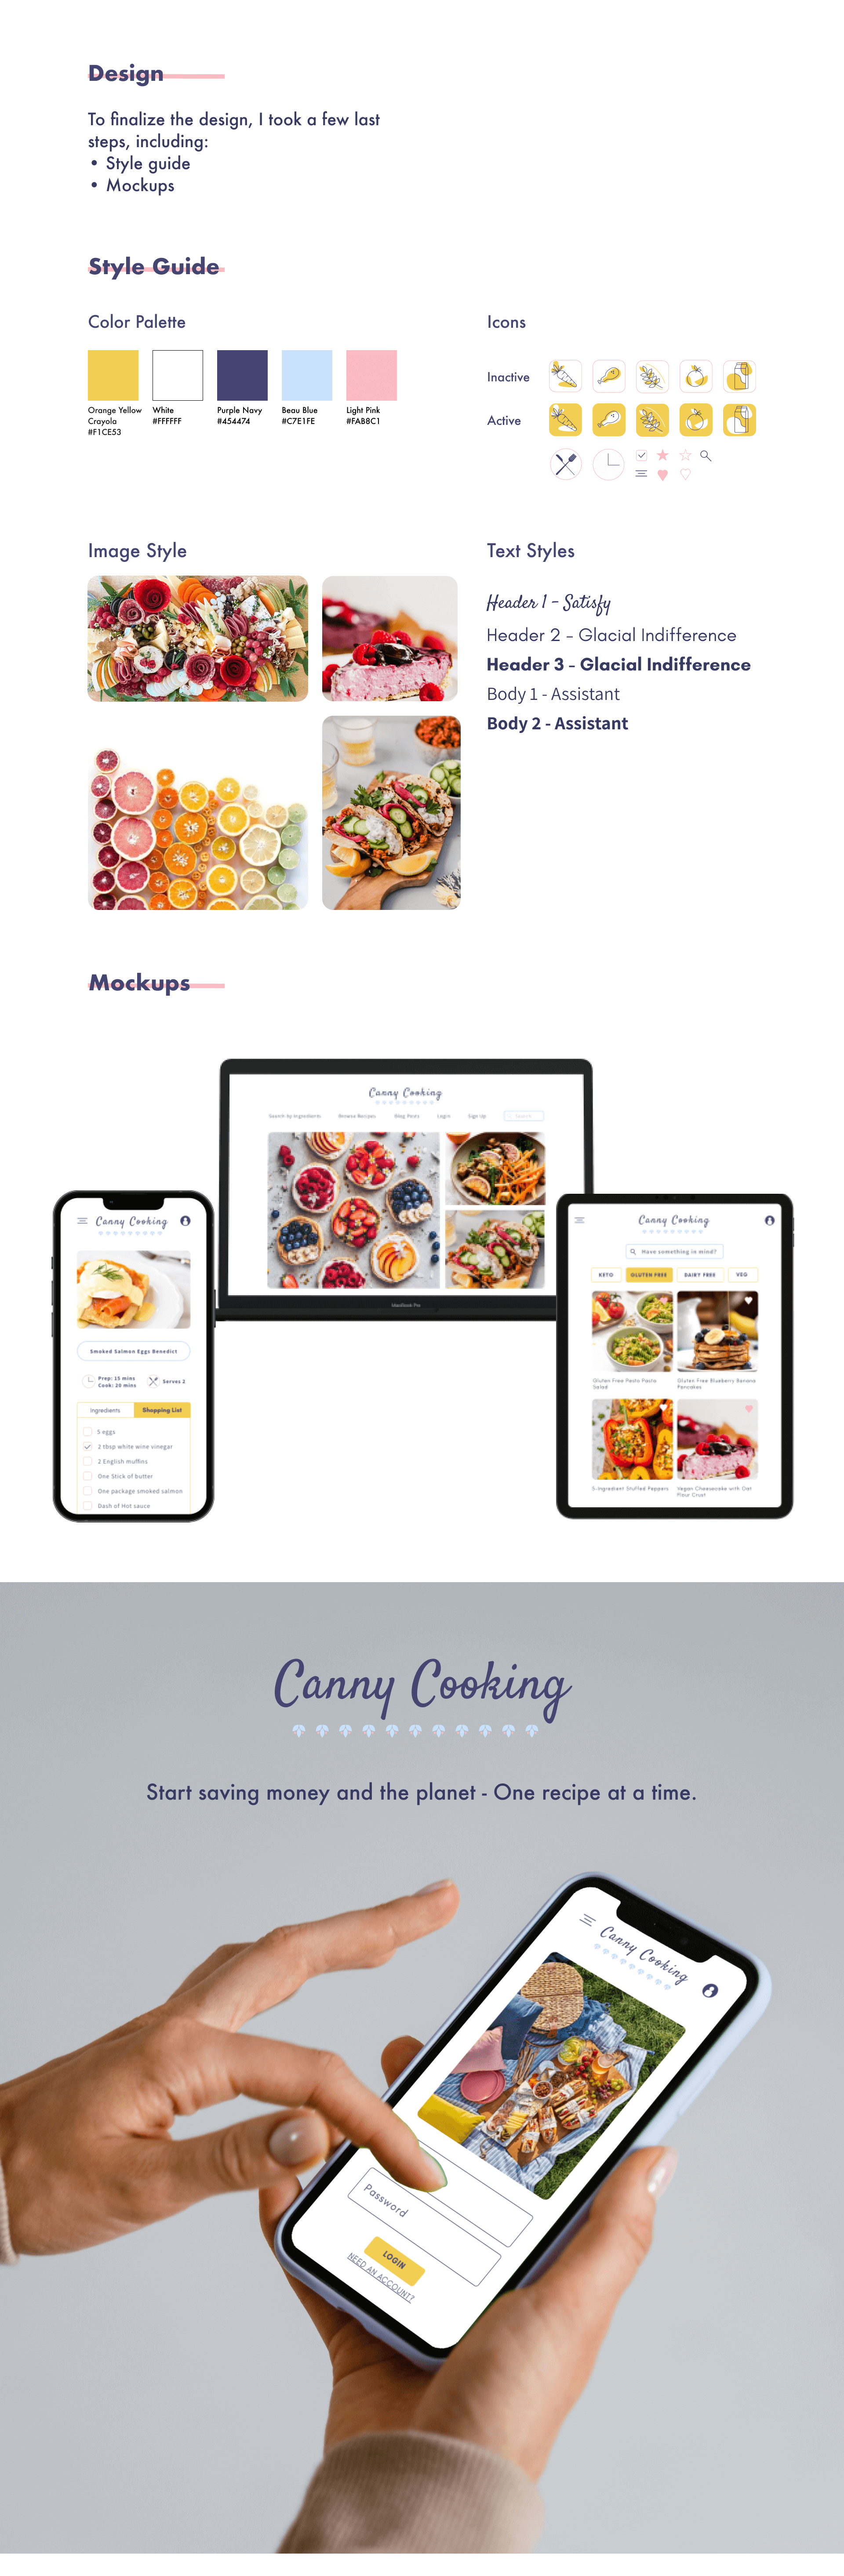 Design
To finalize the design, I took a few last
steps, including:
• Style guide
• Mockups
Style Guide
Color Palette
Orange Yellow
Crayola
#F1CE53
White
#FFFFFF
Purple Navy
#454474
Beau Blue
#C7E1FE
Light Pink
#FAB8C1
Icons
Inactive
Active
Image Style
Text Styles
Header 1 - Satisfy
Header 2 - Glacial Indifference
Header 3 - Glacial Indifference
Body 1 - Assistant
Body 2 - Assistant
Mockups
Canny Cooking
Search by Ingredients
Browse Recipes
Blog Posts
Login
Sign Up
Search
MacBook Pro
Canny Cooking
Smoked Salmon Eggs Benedict
Prep: 15 mins
Cook: 20 mins
Serves 2
Ingredients
Shopping List
5 eggs
2 tbsp white wine vinegar
2 English muffins
One Stick of butter
One package smoked salmon
Dash of Hot sauce
Canny Cooking
Have something in mind?
KETO
GLUTEN FREE
DAIRY FREE
VEG
Gluten Free Pesto Pasta
Salad
Gluten Free Blueberry Banana
Pancakes
5-Ingredient Stuffed Peppers
Vegan Cheesecake with Oat
Flour Crust
Canny Cooking
Start saving money and the planet - One recipe at a time.
Canny Cooking
Password
LOGIN
NEED AN ACCOUNT?